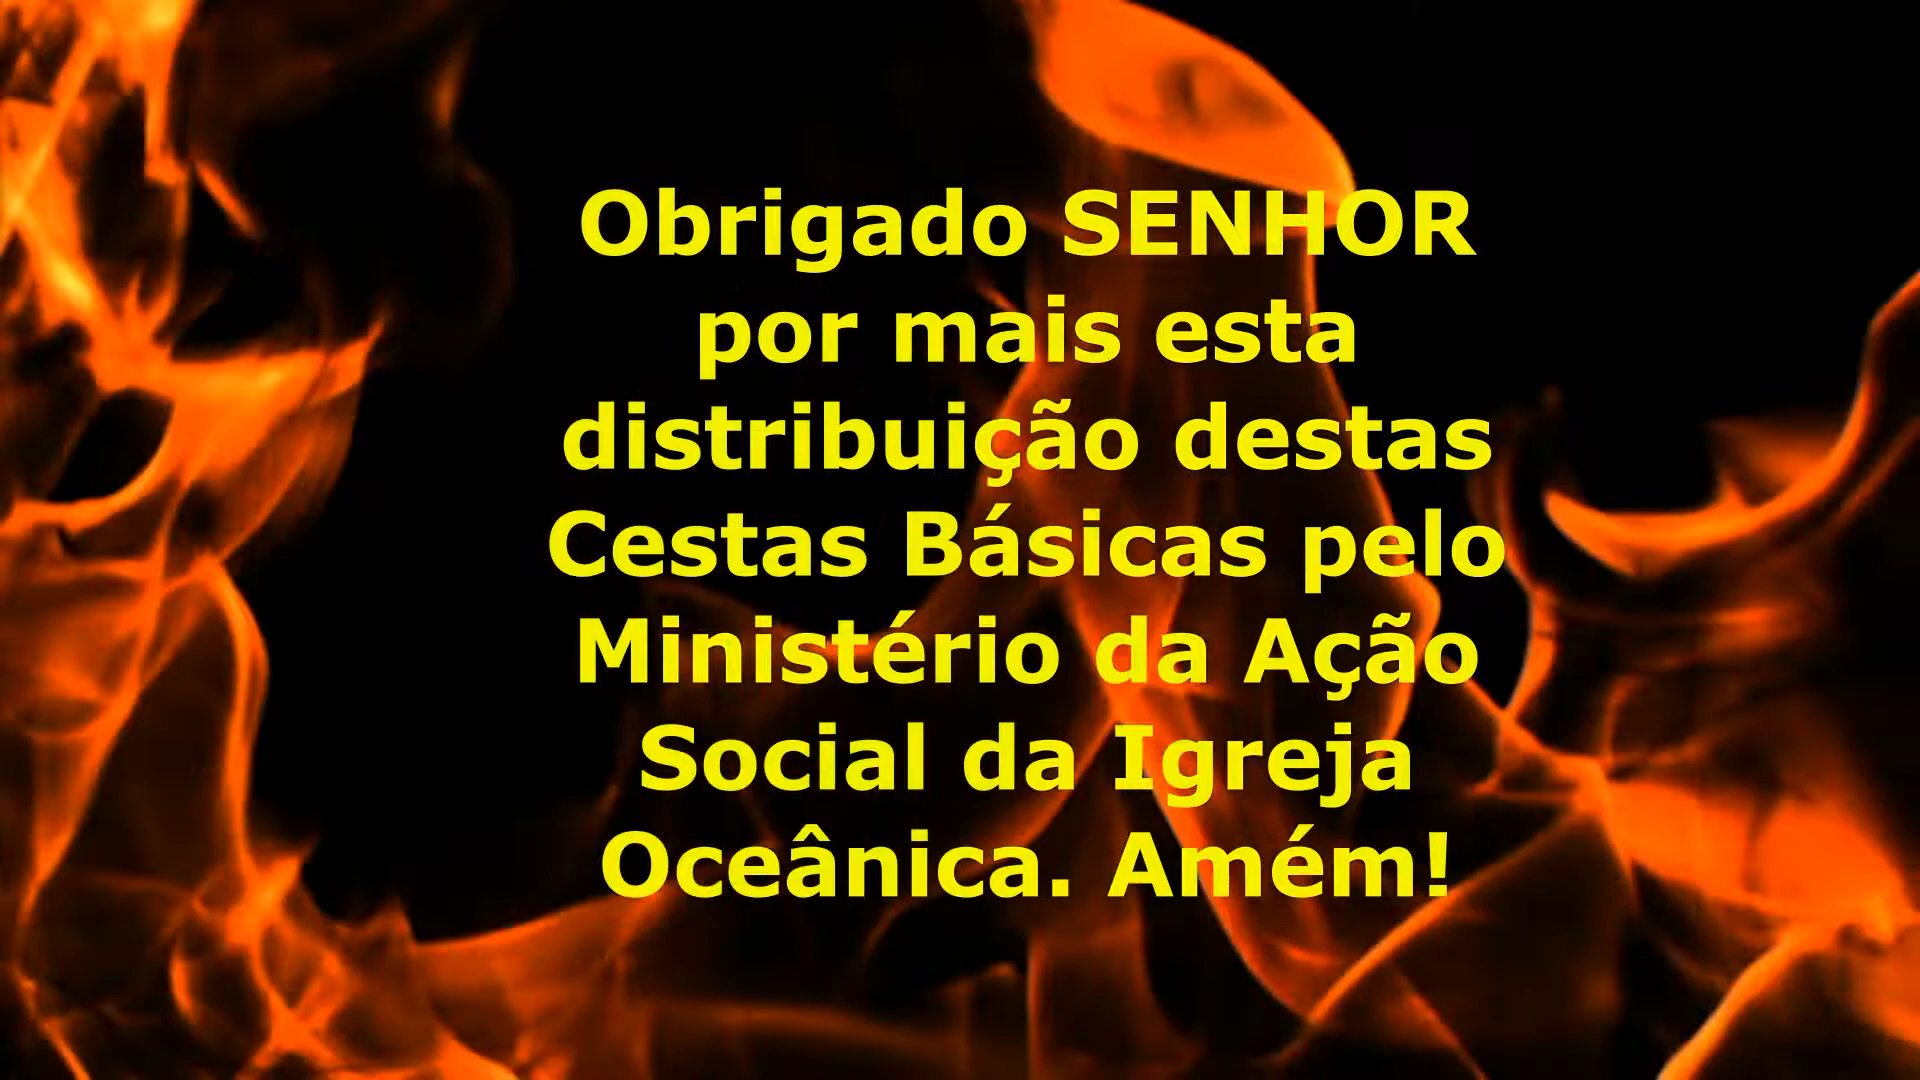 Obrigado SENHOR
por mais esta
distribuição destas
Cestas Básicas pelo
Ministério da Ação
Social da Igreja
Oceânica. Amém!